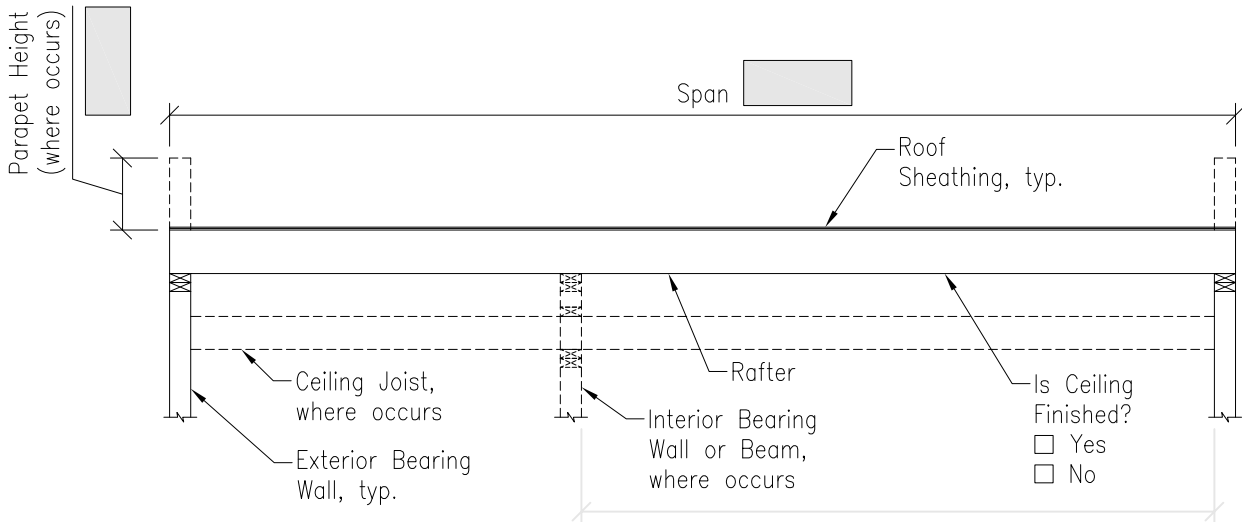 Parapet Height
(where occurs)
Span
Roof
Sheathing, typ.
Ceiling Joist,
where occurs
Rafter
Is Ceiling
Finished?
Yes
No
Interior Bearing
Wall or Beam,
where occurs
Exterior Bearing
Wall, typ.